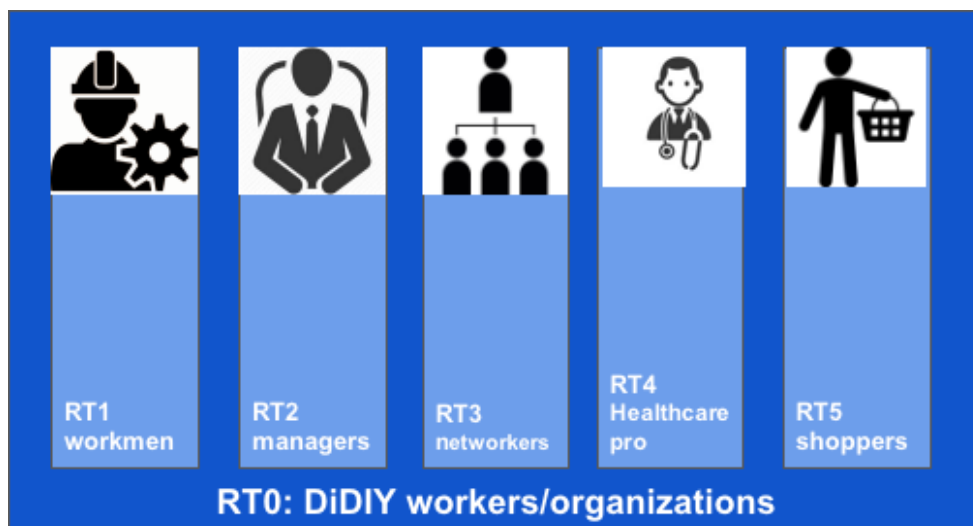 RT1
workmen
RT2
managers
RT3
networkers
RT4
Healthcare
pro
RT5
shoppers
RT0: DiDIY workers/organizations